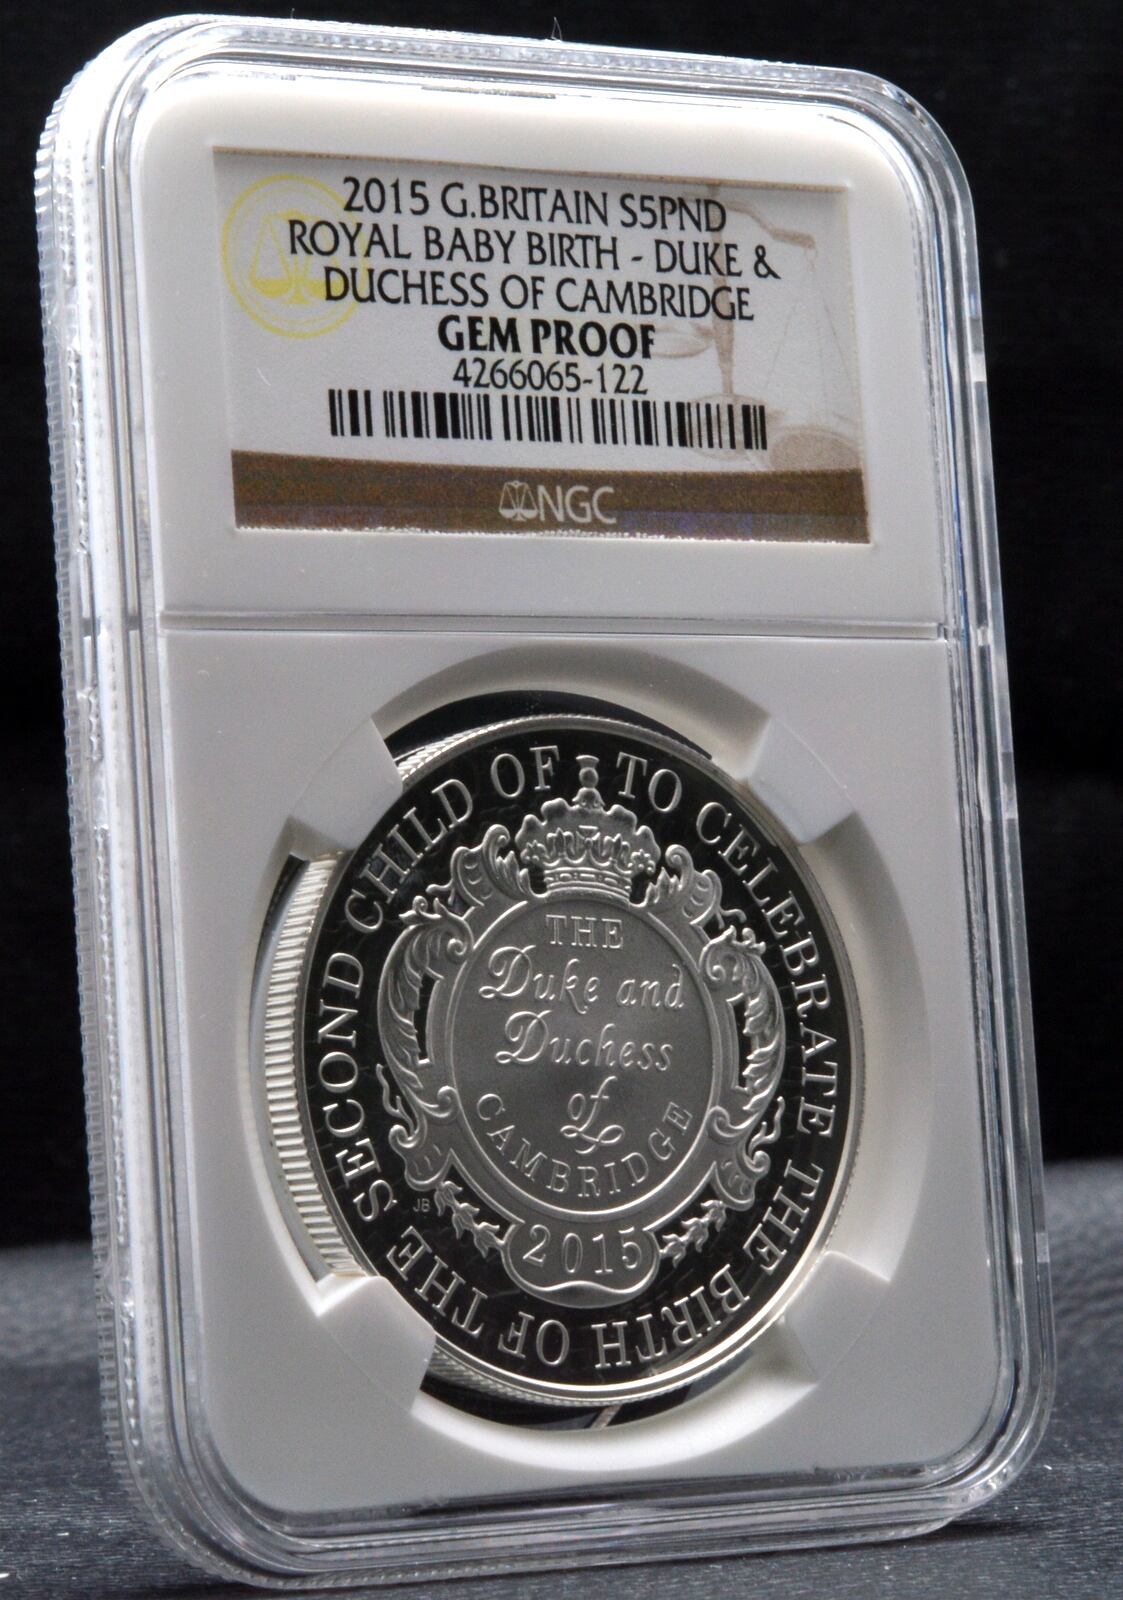 2015 G.BRITAIN S5PND
ROYAL BABY BIRTH - DUKE &
DUCHESS OF CAMBRIDGE
GEM PROOF
4266065-122
NGC
TO CELEBRATE THE BIRTH OF THE SECOND CHILD OF
THE
Duke and
Duchess
of
CAMBRIDGE
2015
JB